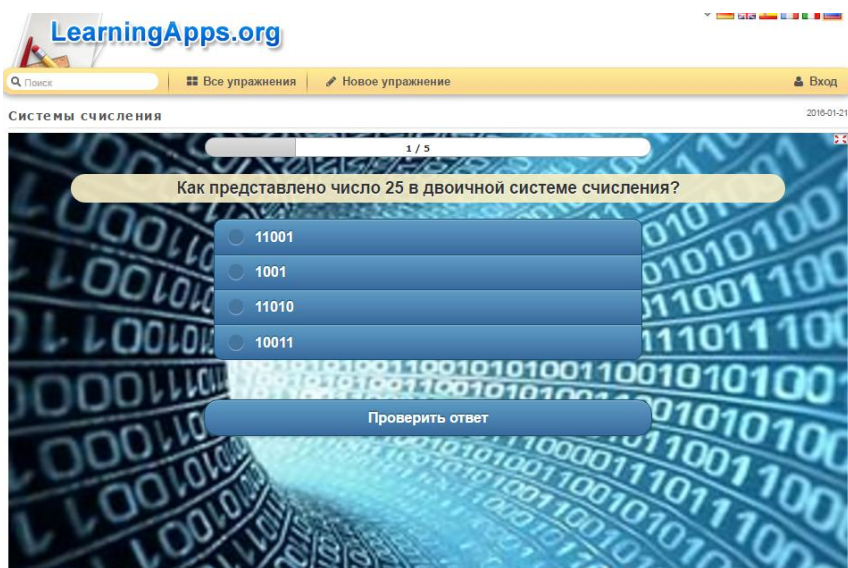 LearningApps.org
Поиск
Все упражнения
Новое упражнение
Вход
Системы счисления
2016-01-21
1 / 5
Как представлено число 25 в двоичной системе счисления?
11001
1001
11010
10011
Проверить ответ